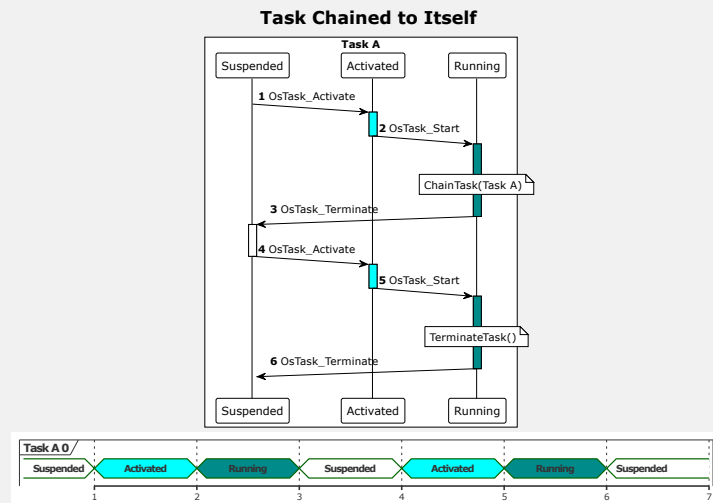 Task Chained to Itself
Task A
Suspended Activated Running
1 OsTask_Activate
2 OsTask_Start
ChainTask(Task A)
3 OsTask_Terminate
4 OsTask_Activate
5 OsTask_Start
TerminateTask()
6 OsTask_Terminate
Suspended Activated Running
Task A 0
Suspended Activated Running Suspended Activated Running Suspended
1 2 3 4 5 6 7